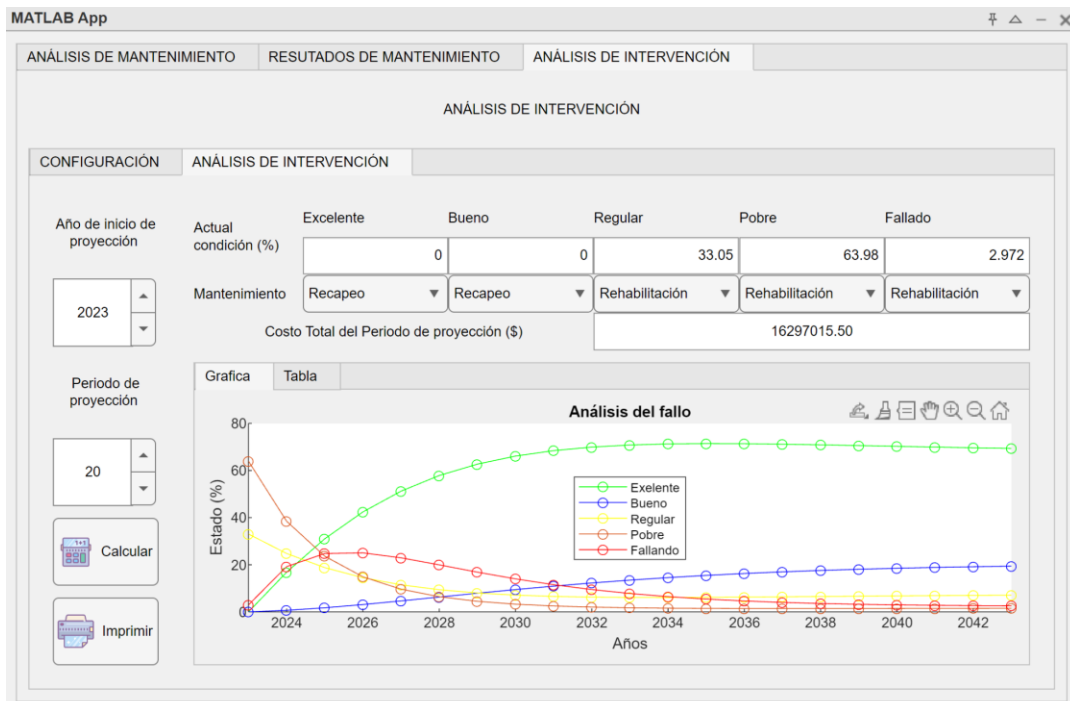 MATLAB App
ANÁLISIS DE MANTENIMIENTO RESUTADOS DE MANTENIMIENTO ANÁLISIS DE INTERVENCIÓN
ANÁLISIS DE INTERVENCIÓN
CONFIGURACIÓN ANÁLISIS DE INTERVENCIÓN
Año de inicio de
proyección
2023
Periodo de
proyección
20
Calcular
Imprimir
Excelente Bueno Regular Pobre Fallado
Actual
condición (%)
0 0 33.05 63.98 2.972
Mantenimiento Recapeo Recapeo Rehabilitación Rehabilitación Rehabilitación
Costo Total del Periodo de proyección ($) 16297015.50
Grafica Tabla
Análisis del fallo
80
60
40
20
0
Estado (%)
Exelente
Bueno
Regular
Pobre
Fallando
2024 2026 2028 2030 2032 2034 2036 2038 2040 2042
Años